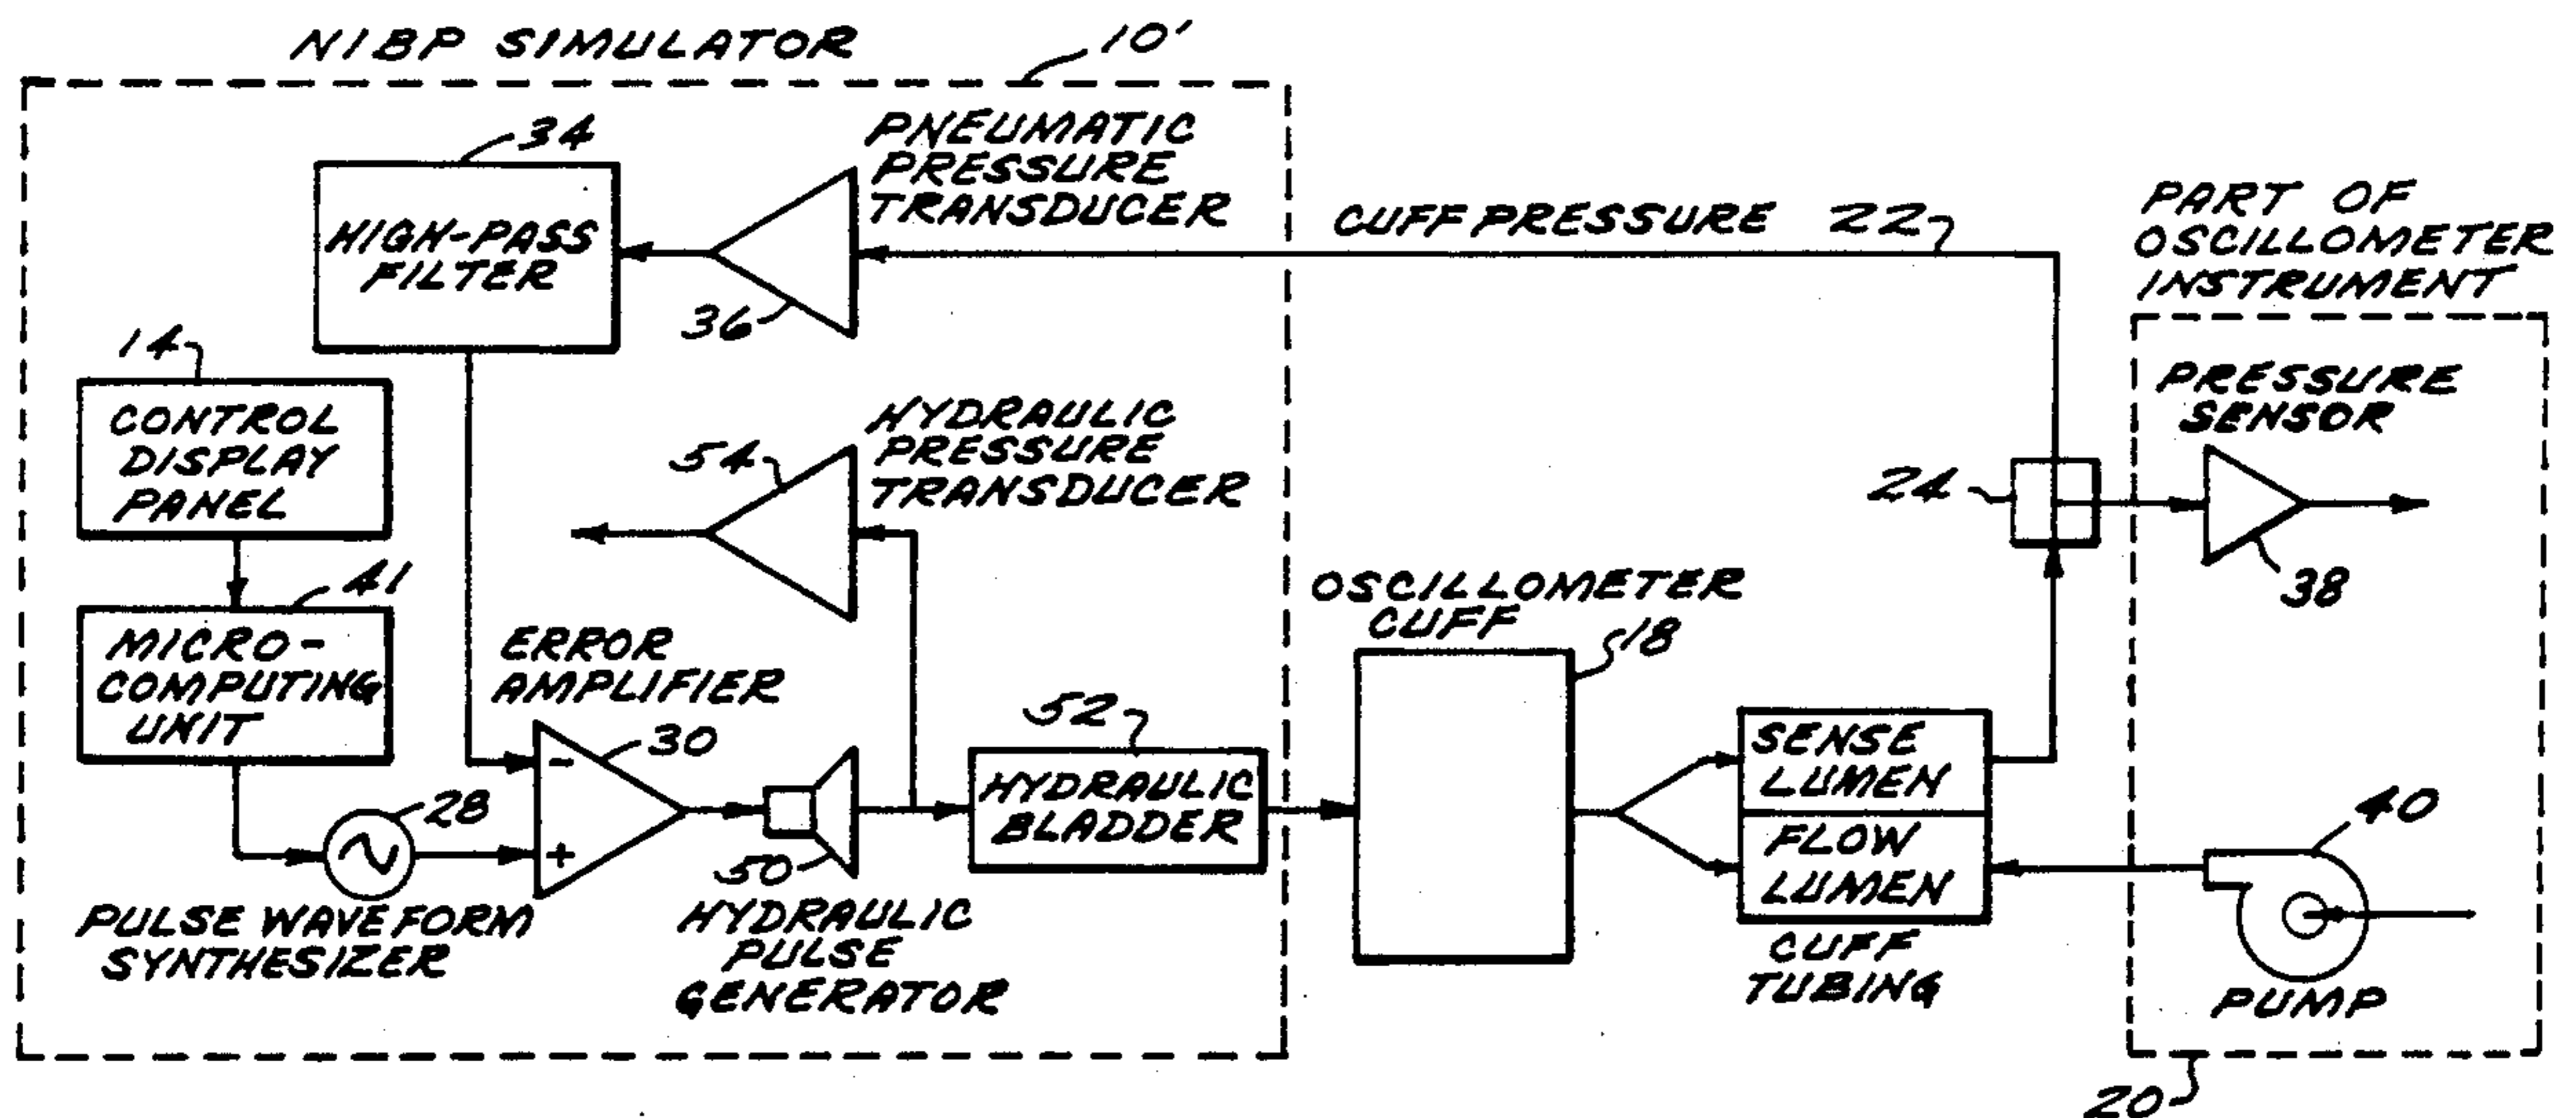 NIBP SIMULATOR
10'
34
HIGH-PASS
FILTER
PNEUMATIC
PRESSURE
TRANSDUCER
36
CUFF PRESSURE 22
PART OF
OSCILLOMETER
INSTRUMENT
14
CONTROL
DISPLAY
PANEL
41
MICRO-
COMPUTING
UNIT
28
PULSE WAVEFORM
SYNTHESIZER
ERROR
AMPLIFIER
30
-
+
50
HYDRAULIC
PULSE
GENERATOR
54
HYDRAULIC
PRESSURE
TRANSDUCER
52
HYDRAULIC
BLADDER
OSCILLOMETER
CUFF
18
SENSE
LUMEN
FLOW
LUMEN
CUFF
TUBING
24
PRESSURE
SENSOR
38
40
PUMP
20